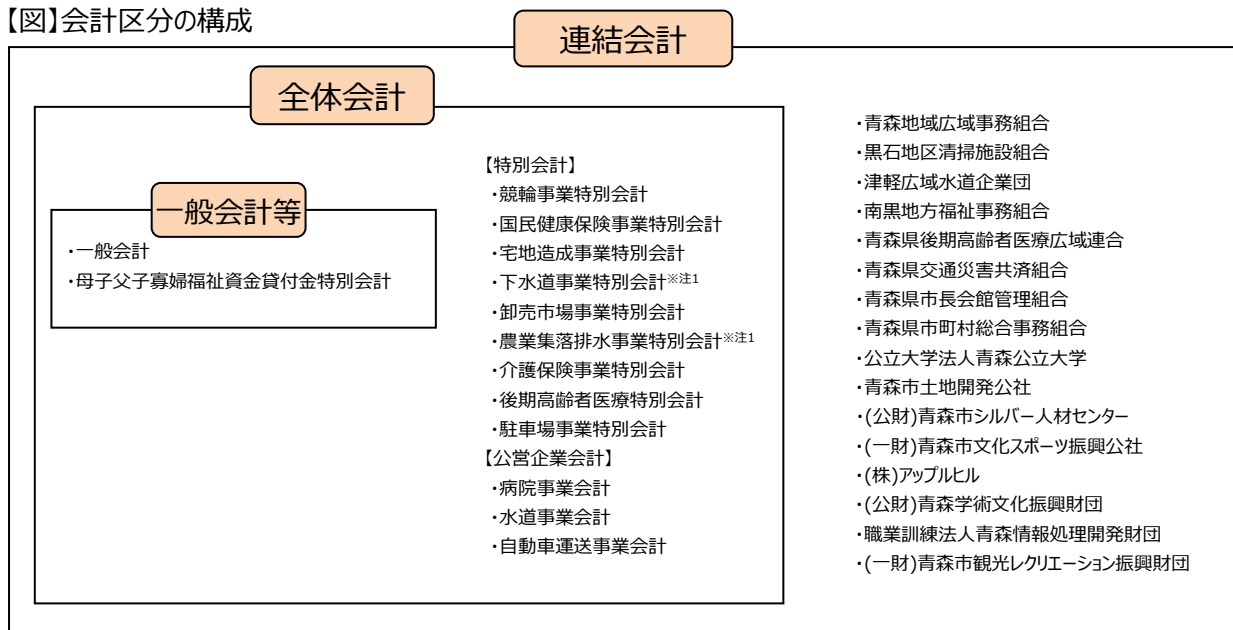 【図】会計区分の構成
連結会計
全体会計
一般会計等
・一般会計
・母子父子寡婦福祉資金貸付金特別会計
【特別会計】
・競輪事業特別会計
・国民健康保険事業特別会計
・宅地造成事業特別会計
・下水道事業特別会計※注1
・卸売市場事業特別会計
・農業集落排水事業特別会計※注1
・介護保険事業特別会計
・後期高齢者医療特別会計
・駐車場事業特別会計
【公営企業会計】
・病院事業会計
・水道事業会計
・自動車運送事業会計
・青森地域広域事務組合
・黒石地区清掃施設組合
・津軽広域水道企業団
・南黒地方福祉事務組合
・青森県後期高齢者医療広域連合
・青森県交通災害共済組合
・青森県市長会館管理組合
・青森県市町村総合事務組合
・公立大学法人青森公立大学
・青森市土地開発公社
・(公財)青森市シルバー人材センター
・(一財)青森市文化スポーツ振興公社
・(株)アップルヒル
・(公財)青森学術文化振興財団
・職業訓練法人青森情報処理開発財団
・(一財)青森市観光レクリエーション振興財団